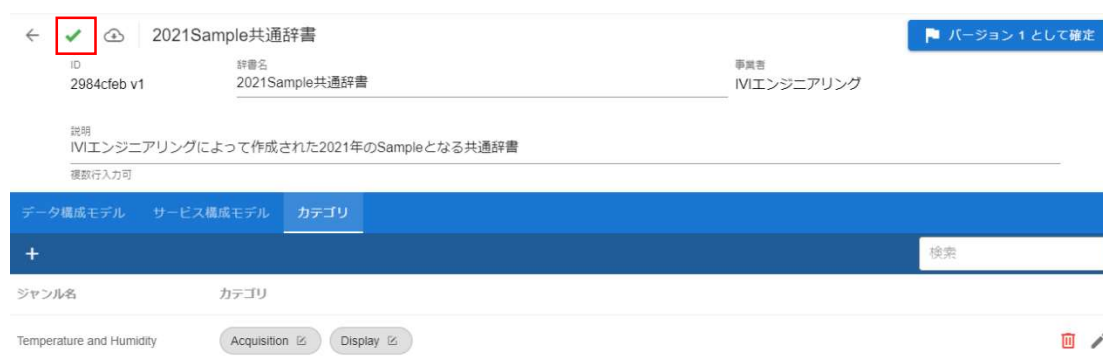 2021Sample共通辞書
バージョン 1 として確定
ID
辞書名
事業者
2984cfeb v1
2021Sample共通辞書
IVIエンジニアリング
説明
IVIエンジニアリングによって作成された2021年のSampleとなる共通辞書
複数行入力可
データ構成モデル サービス構成モデル カテゴリ
+
検索
ジャンル名 カテゴリ
Temperature and Humidity Acquisition Display